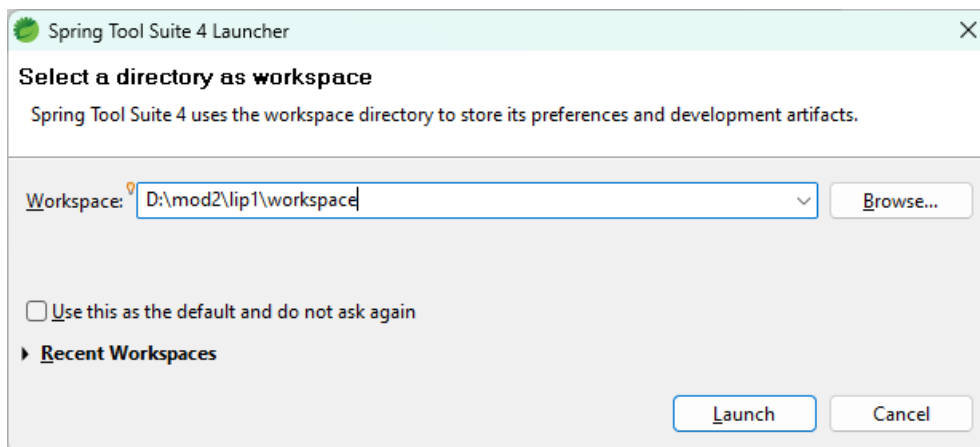 Spring Tool Suite 4 Launcher
Select a directory as workspace
Spring Tool Suite 4 uses the workspace directory to store its preferences and development artifacts.
Workspace: D:\mod2\lip1\workspace Browse...
Use this as the default and do not ask again
Recent Workspaces
Launch Cancel